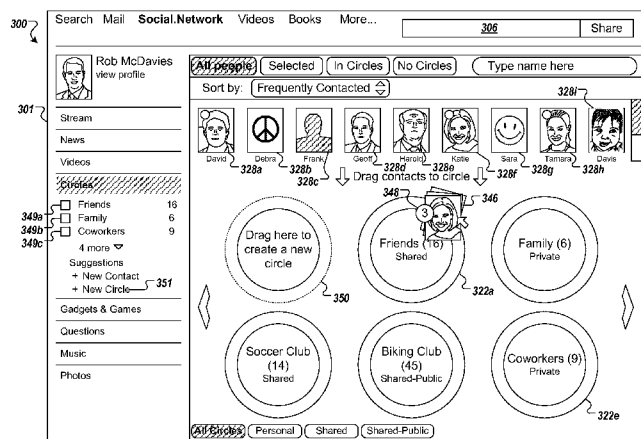 300
Search Mail Social.Network Videos Books More...
306
Share
Rob McDavies
view profile
301
Stream
News
Videos
Circles
349a Friends 16
349b Family 6
349c Coworkers 9
4 more
Suggestions
+ New Contact
+ New Circle 351
Gadgets & Games
Questions
Music
Photos
All people Selected In Circles No Circles Type name here
Sort by: Frequently Contacted
328i
David Debra Frank Geoff Harold Katie Sara Tamara Davis
328a 328b 328c 328d 328e 328f 328g 328h
Drag contacts to circle
348 3 346
Drag here to
create a new
circle
350
Friends (16)
Shared
322a
Family (6)
Private
Soccer Club
(14)
Shared
Biking Club
(45)
Shared-Public
Coworkers (9)
Private
322e
All Circles Personal Shared Shared-Public